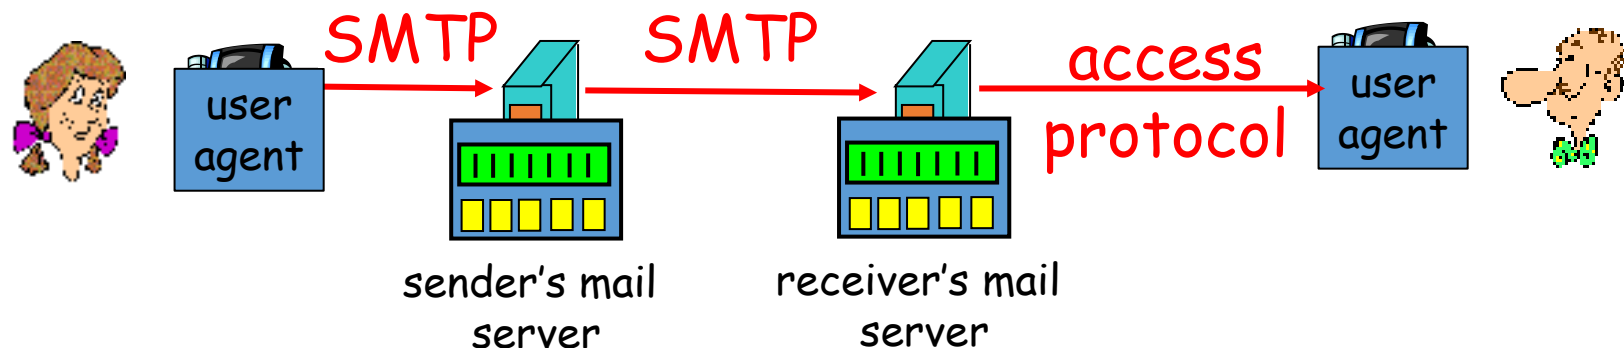 SMTP
SMTP
access
protocol
user
agent
user
agent
sender's mail
server
receiver's mail
server